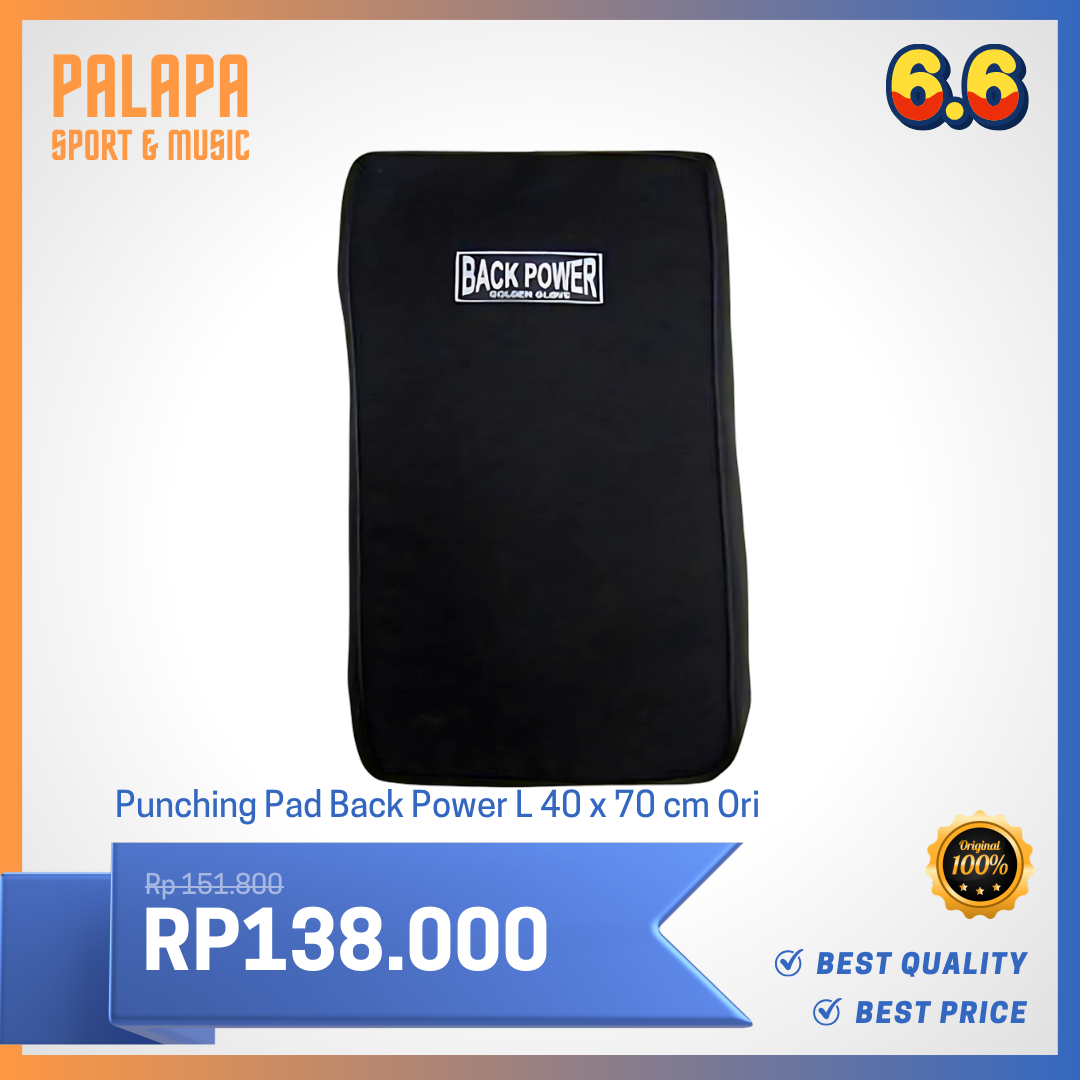 PALAPA
SPORT & MUSIC
6.6
BACK POWER
GOLDEN GLOVE
Punching Pad Back Power L 40 x 70 cm Ori
Rp 151.800
RP138.000
Original
100%
BEST QUALITY
BEST PRICE